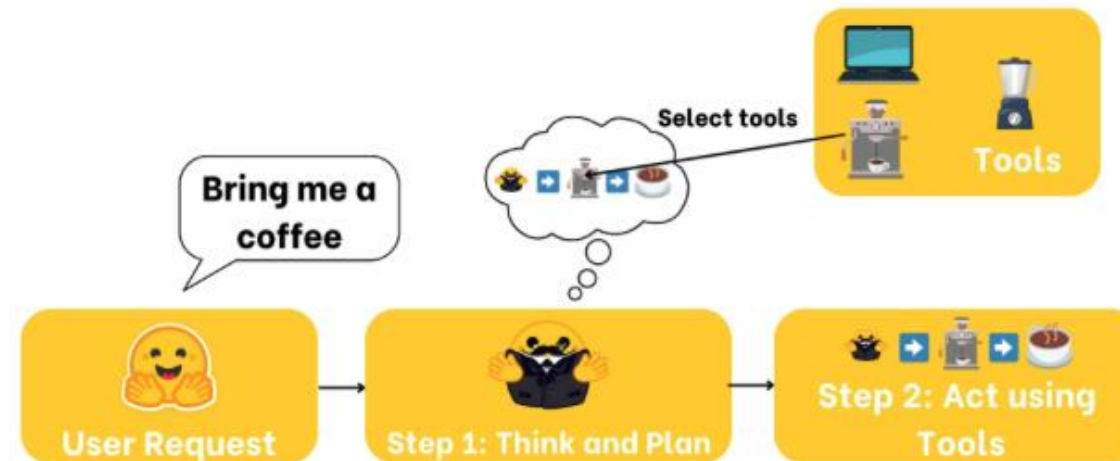 Select tools
Tools
Bring me a
coffee
User Request
Step 1: Think and Plan
Step 2: Act using
Tools